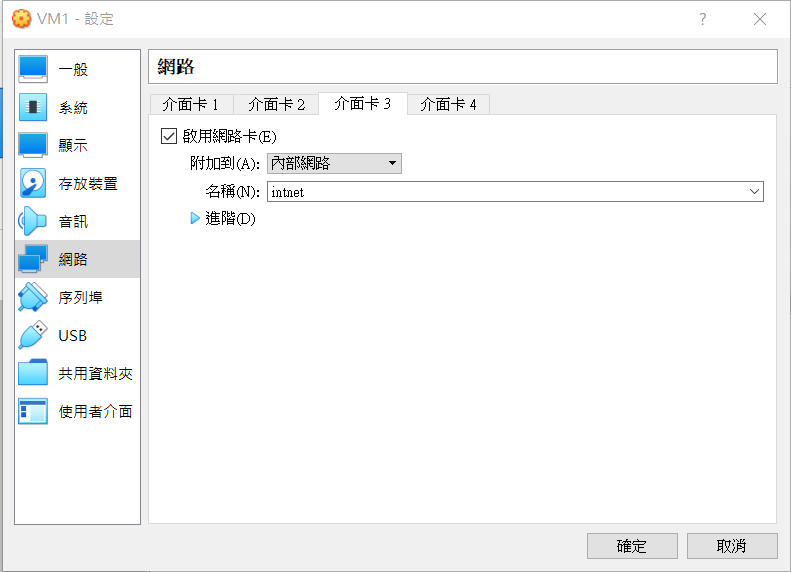 VM1 - 設定
?
一般
系統
顯示
存放裝置
音訊
網路
序列埠
USB
共用資料夾
使用者介面
網路
介面卡 1
介面卡 2
介面卡 3
介面卡 4
啟用網路卡(E)
附加到(A): 內部網路
名稱(N): intnet
進階(D)
確定
取消